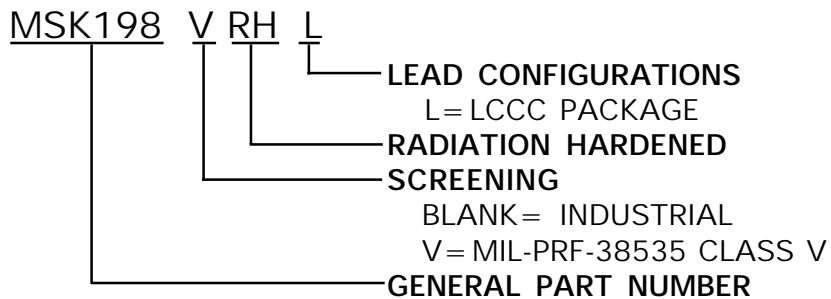 MSK198 V RH L
LEAD CONFIGURATIONS
L=LCCC PACKAGE
RADIATION HARDENED
SCREENING
BLANK= INDUSTRIAL
V=MIL-PRF-38535 CLASS V
GENERAL PART NUMBER